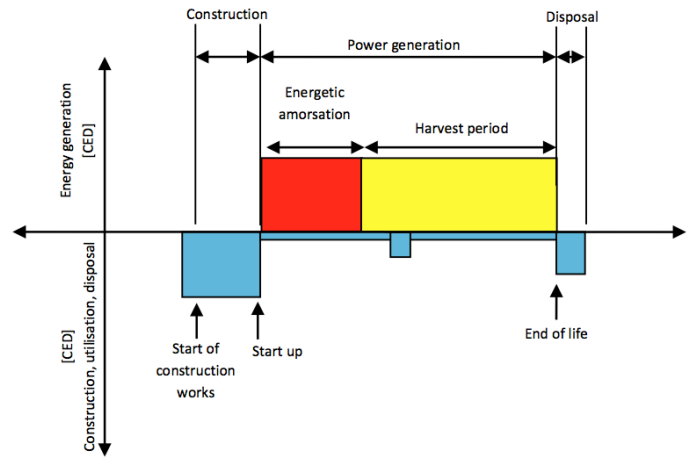 Construction
Disposal
Power generation
Energetic
amorsation
Harvest period
Energy generation
[CED]
[CED]
Construction, utilisation, disposal
Start of
construction
works
Start up
End of life